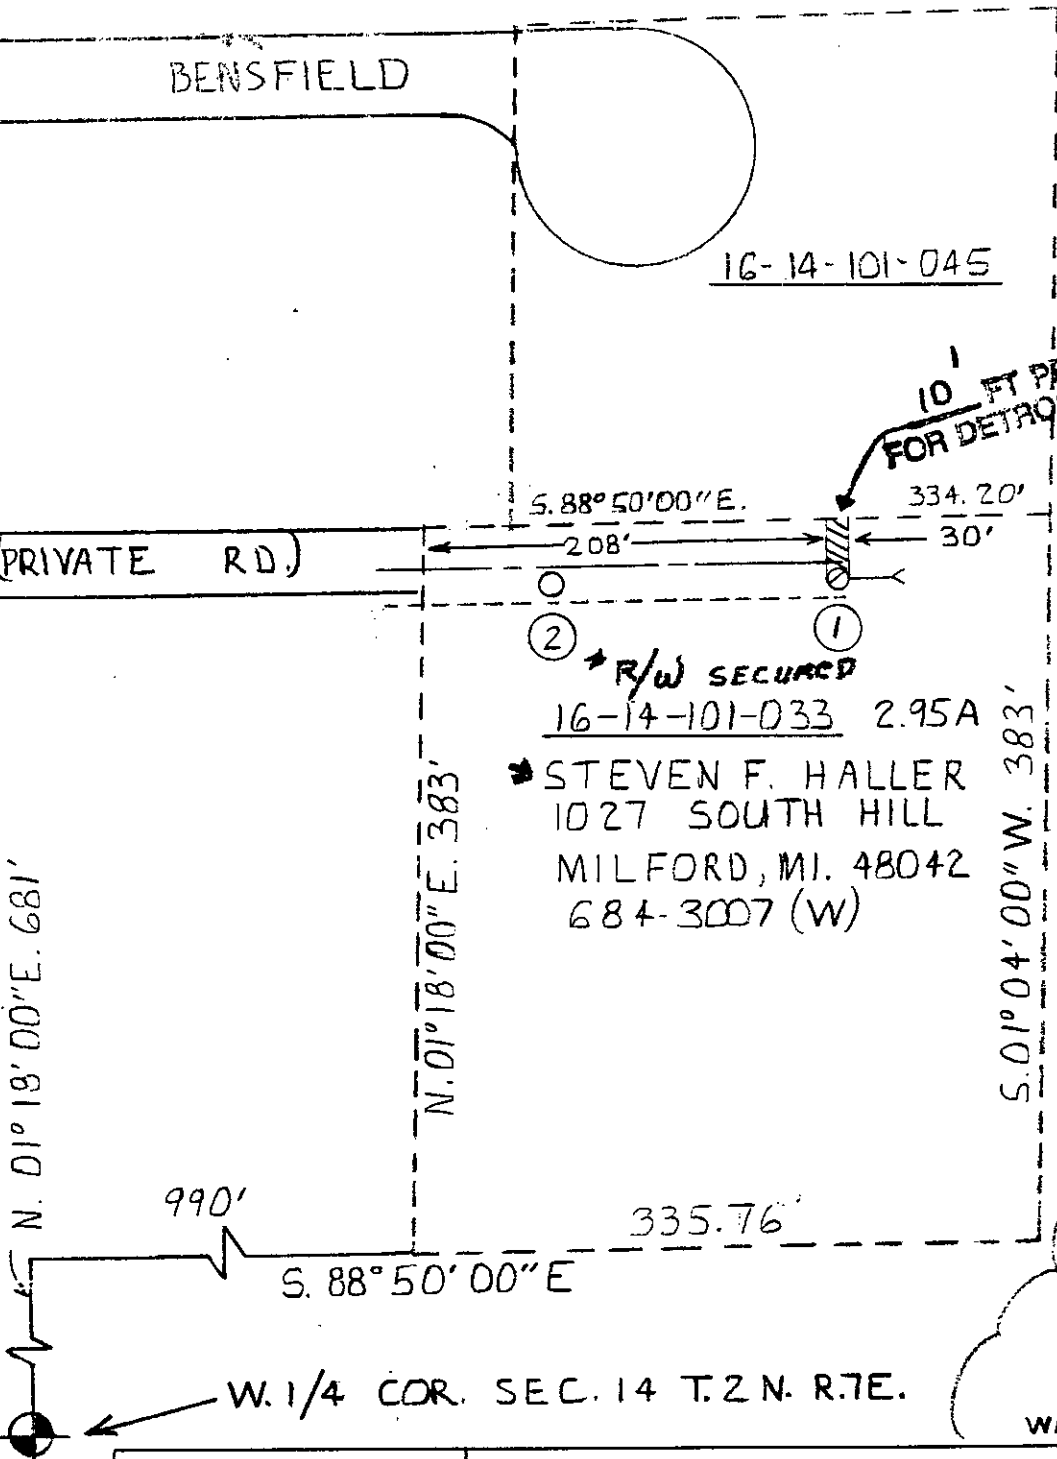 BENSFIELD
16-14-101-045
10' FT
FOR
S. 88° 50' 00" E.
334.20'
208'
30'
(PRIVATE RD.)
2
1
* R/W SECURED
16-14-101-033 2.95A
STEVEN F. HALLER
1027 SOUTH HILL
MILFORD, MI. 48042
684-3007 (W)
N. 01° 18' 00" E. 383'
S. 01° 04' 00" W. 383'
N. 01° 18' 00" E. 681'
990'
335.76'
S. 88° 50' 00" E
W. 1/4 COR. SEC. 14 T. 2 N. R. 7E.